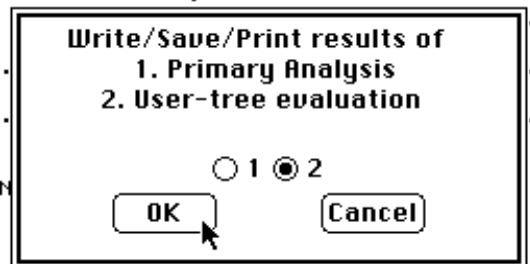 Write/Save/Print results of
1. Primary Analysis
2. User-tree evaluation
1 2
OK Cancel